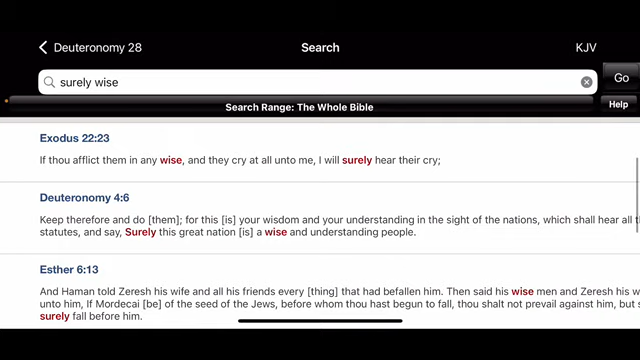 Deuteronomy 28
Search
KJV
surely wise
Go
Search Range: The Whole Bible
Help
Exodus 22:23
If thou afflict them in any wise, and they cry at all unto me, I will surely hear their cry;
Deuteronomy 4:6
Keep therefore and do [them]; for this [is] your wisdom and your understanding in the sight of the nations, which shall hear all
statutes, and say, Surely this great nation [is] a wise and understanding people.
Esther 6:13
And Haman told Zeresh his wife and all his friends every [thing] that had befallen him. Then said his wise men and Zeresh his
unto him, If Mordecai [be] of the seed of the Jews, before whom thou hast begun to fall, thou shalt not prevail against him, but
surely fall before him.